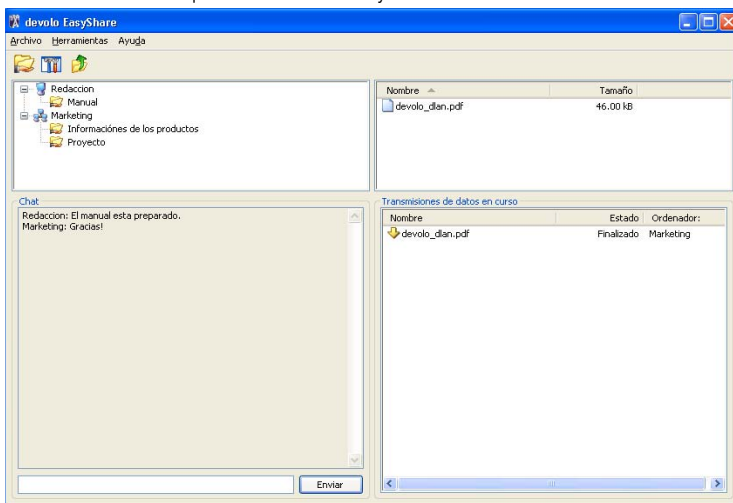 devolo EasyShare
Archivo Herramientas Ayuda
Redaccion
Manual
Marketing
Informaciónes de los productos
Proyecto
Nombre Tamaño
devolo_dlan.pdf 46.00 kB
Chat
Redaccion: El manual esta preparado.
Marketing: Gracias!
Enviar
Transmisiones de datos en curso
Nombre Estado Ordenador:
devolo_dlan.pdf Finalizado Marketing